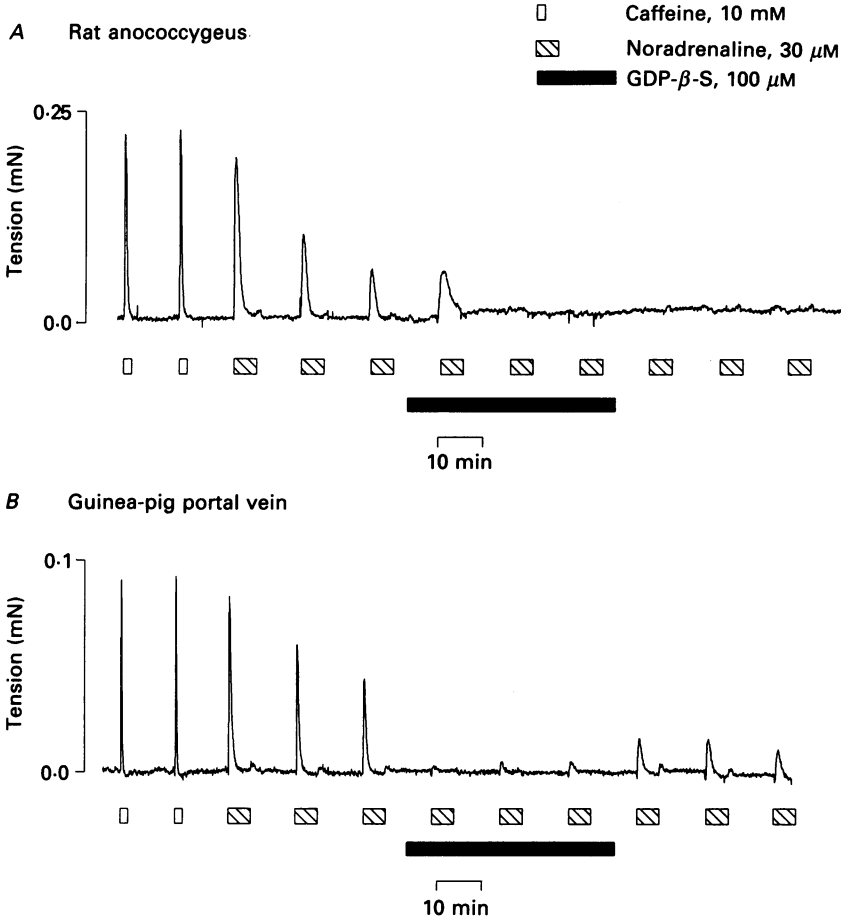 A Rat anococcygeus
Caffeine, 10 mM
Noradrenaline, 30 μM
GDP-β-S, 100 μM
0·25
Tension (mN)
0·0
10 min
B Guinea-pig portal vein
0·1
Tension (mN)
0·0
10 min